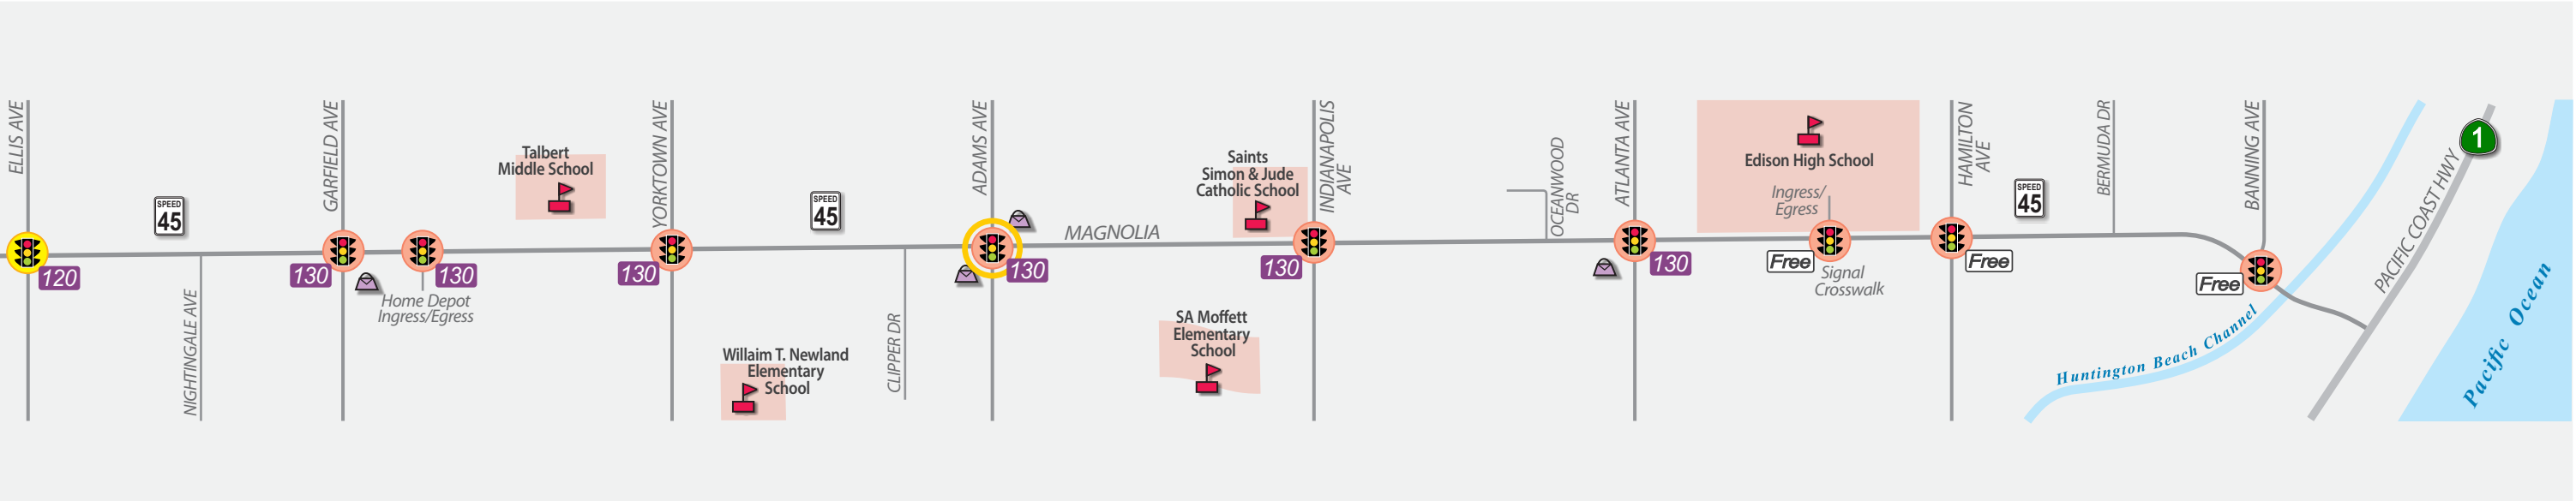 ELLIS AVE
SPEED
45
120
NIGHTINGALE AVE
GARFIELD AVE
130
130
Home Depot
Ingress/Egress
Talbert
Middle School
YORKTOWN AVE
130
Willaim T. Newland
Elementary
School
SPEED
45
CLIPPER DR
ADAMS AVE
130
MAGNOLIA
Saints
Simon & Jude
Catholic School
SA Moffett
Elementary
School
INDIANAPOLIS
AVE
130
OCEANWOOD
DR
ATLANTA AVE
130
Edison High School
Ingress/
Egress
Free
Signal
Crosswalk
HAMILTON
AVE
Free
SPEED
45
BERMUDA DR
BANNING AVE
Free
Huntington Beach Channel
PACIFIC COAST HWY
1
Pacific Ocean